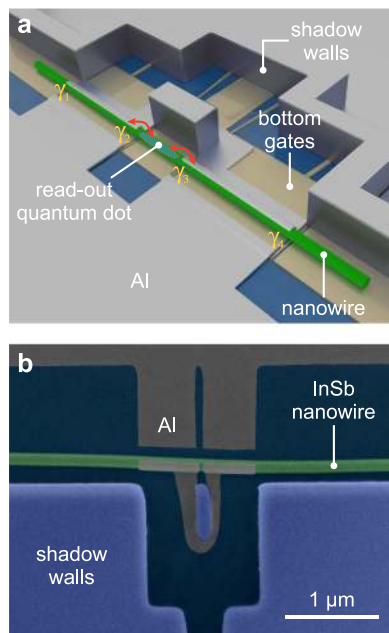 a
shadow
walls
γ1
γ2
bottom
gates
read-out
quantum dot
γ3
γ4
Al
nanowire
b
InSb
nanowire
Al
shadow
walls
1 μm